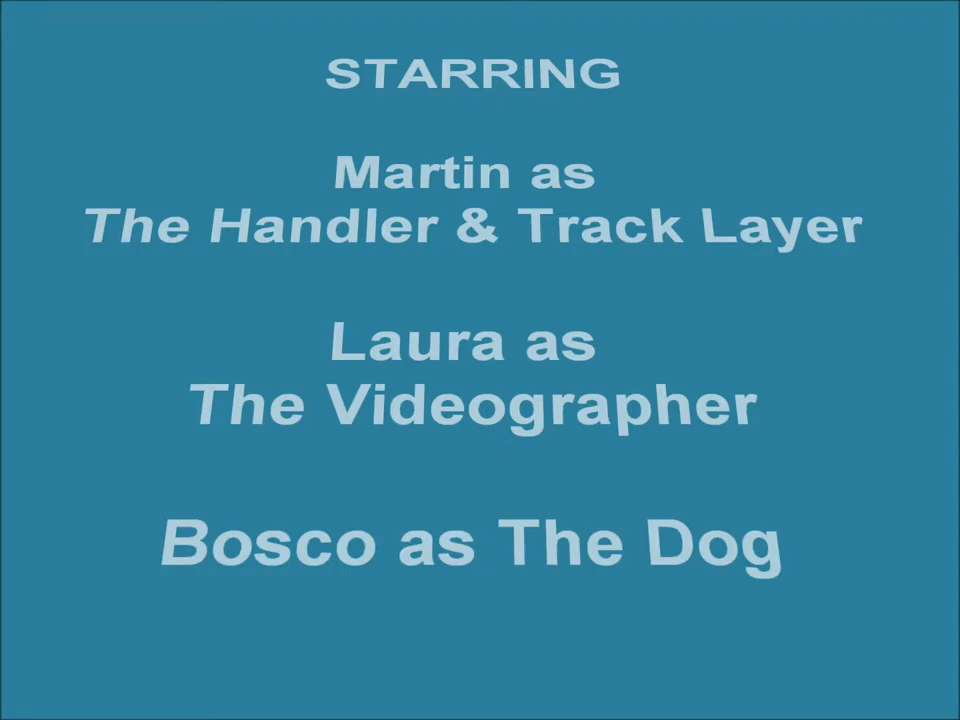 STARRING
Martin as
The Handler & Track Layer
Laura as
The Videographer
Bosco as The Dog